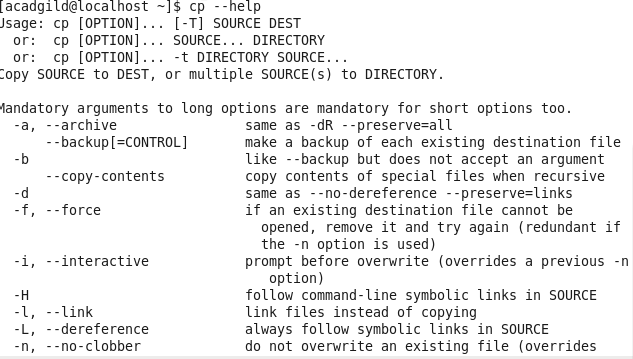 [acadgild@localhost ~]$ cp --help
Usage: cp [OPTION]... [-T] SOURCE DEST
  or:  cp [OPTION]... SOURCE... DIRECTORY
  or:  cp [OPTION]... -t DIRECTORY SOURCE...
Copy SOURCE to DEST, or multiple SOURCE(s) to DIRECTORY.

Mandatory arguments to long options are mandatory for short options too.
  -a, --archive                same as -dR --preserve=all
      --backup[=CONTROL]       make a backup of each existing destination file
  -b                           like --backup but does not accept an argument
      --copy-contents          copy contents of special files when recursive
  -d                           same as --no-dereference --preserve=links
  -f, --force                  if an existing destination file cannot be
                                 opened, remove it and try again (redundant if
                                 the -n option is used)
  -i, --interactive            prompt before overwrite (overrides a previous -n
                                  option)
  -H                           follow command-line symbolic links in SOURCE
  -l, --link                   link files instead of copying
  -L, --dereference            always follow symbolic links in SOURCE
  -n, --no-clobber             do not overwrite an existing file (overrides